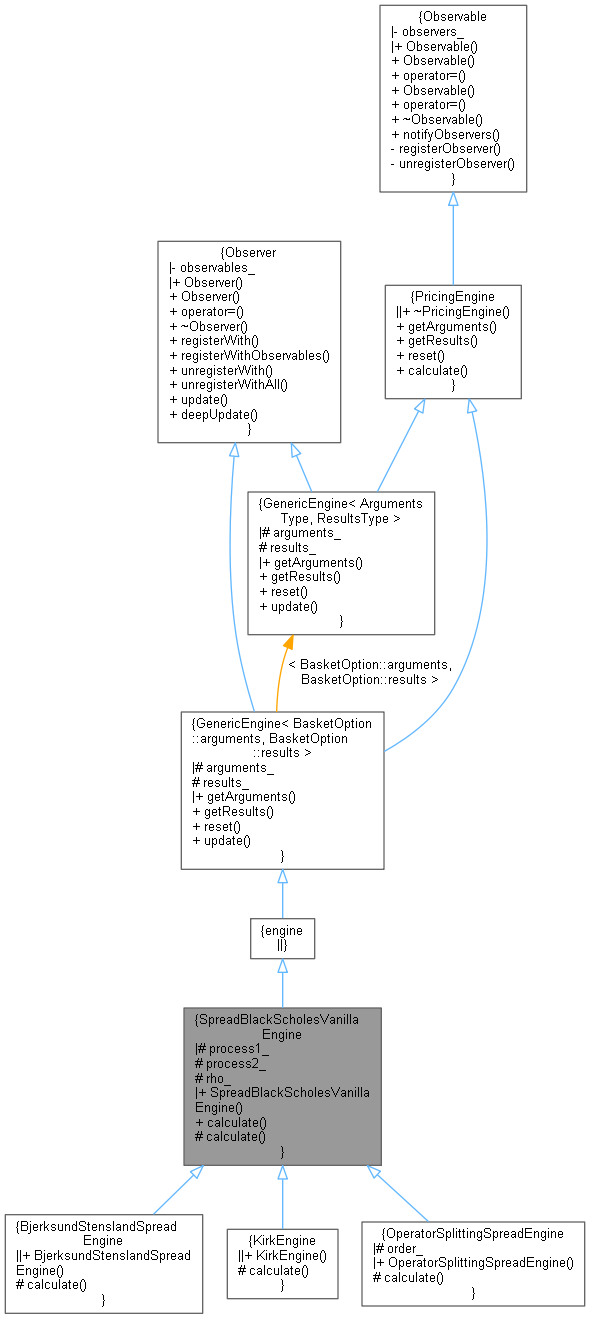 {Observable
|- observers_
|+ Observable()
+ Observable()
+ operator=()
+ Observable()
+ operator=()
+ ~Observable()
+ notifyObservers()
- registerObserver()
- unregisterObserver()
}
{Observer
|- observables_
|+ Observer()
+ Observer()
+ operator=()
+ ~Observer()
+ registerWith()
+ registerWithObservables()
+ unregisterWith()
+ unregisterWithAll()
+ update()
+ deepUpdate()
}
{PricingEngine
||+ ~PricingEngine()
+ getArguments()
+ getResults()
+ reset()
+ calculate()
}
{GenericEngine< Arguments
Type, ResultsType >
|# arguments_
# results_
|+ getArguments()
+ getResults()
+ reset()
+ update()
}
< BasketOption::arguments,
BasketOption::results >
{GenericEngine< BasketOption
::arguments, BasketOption
::results >
|# arguments_
# results_
|+ getArguments()
+ getResults()
+ reset()
+ update()
}
{engine
||}
{SpreadBlackScholesVanilla
Engine
|# process1_
# process2_
# rho_
|+ SpreadBlackScholesVanilla
Engine()
+ calculate()
# calculate()
}
{BjerksundStenslandSpread
Engine
||+ BjerksundStenslandSpread
Engine()
# calculate()
}
{KirkEngine
||+ KirkEngine()
# calculate()
}
{OperatorSplittingSpreadEngine
|# order_
|+ OperatorSplittingSpreadEngine()
# calculate()
}